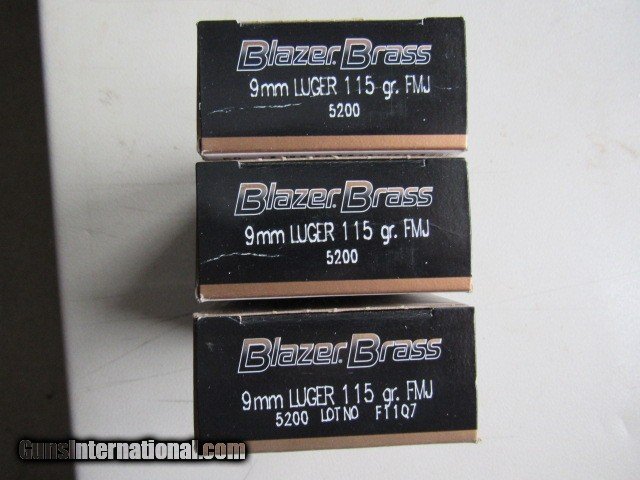 Blazer Brass
9mm LUGER 115 gr. FMJ
5200
Blazer Brass
9mm LUGER 115 gr. FMJ
5200
Blazer Brass
9mm LUGER 115 gr. FMJ
5200 LOT NO F11Q7
GunsInternational.com